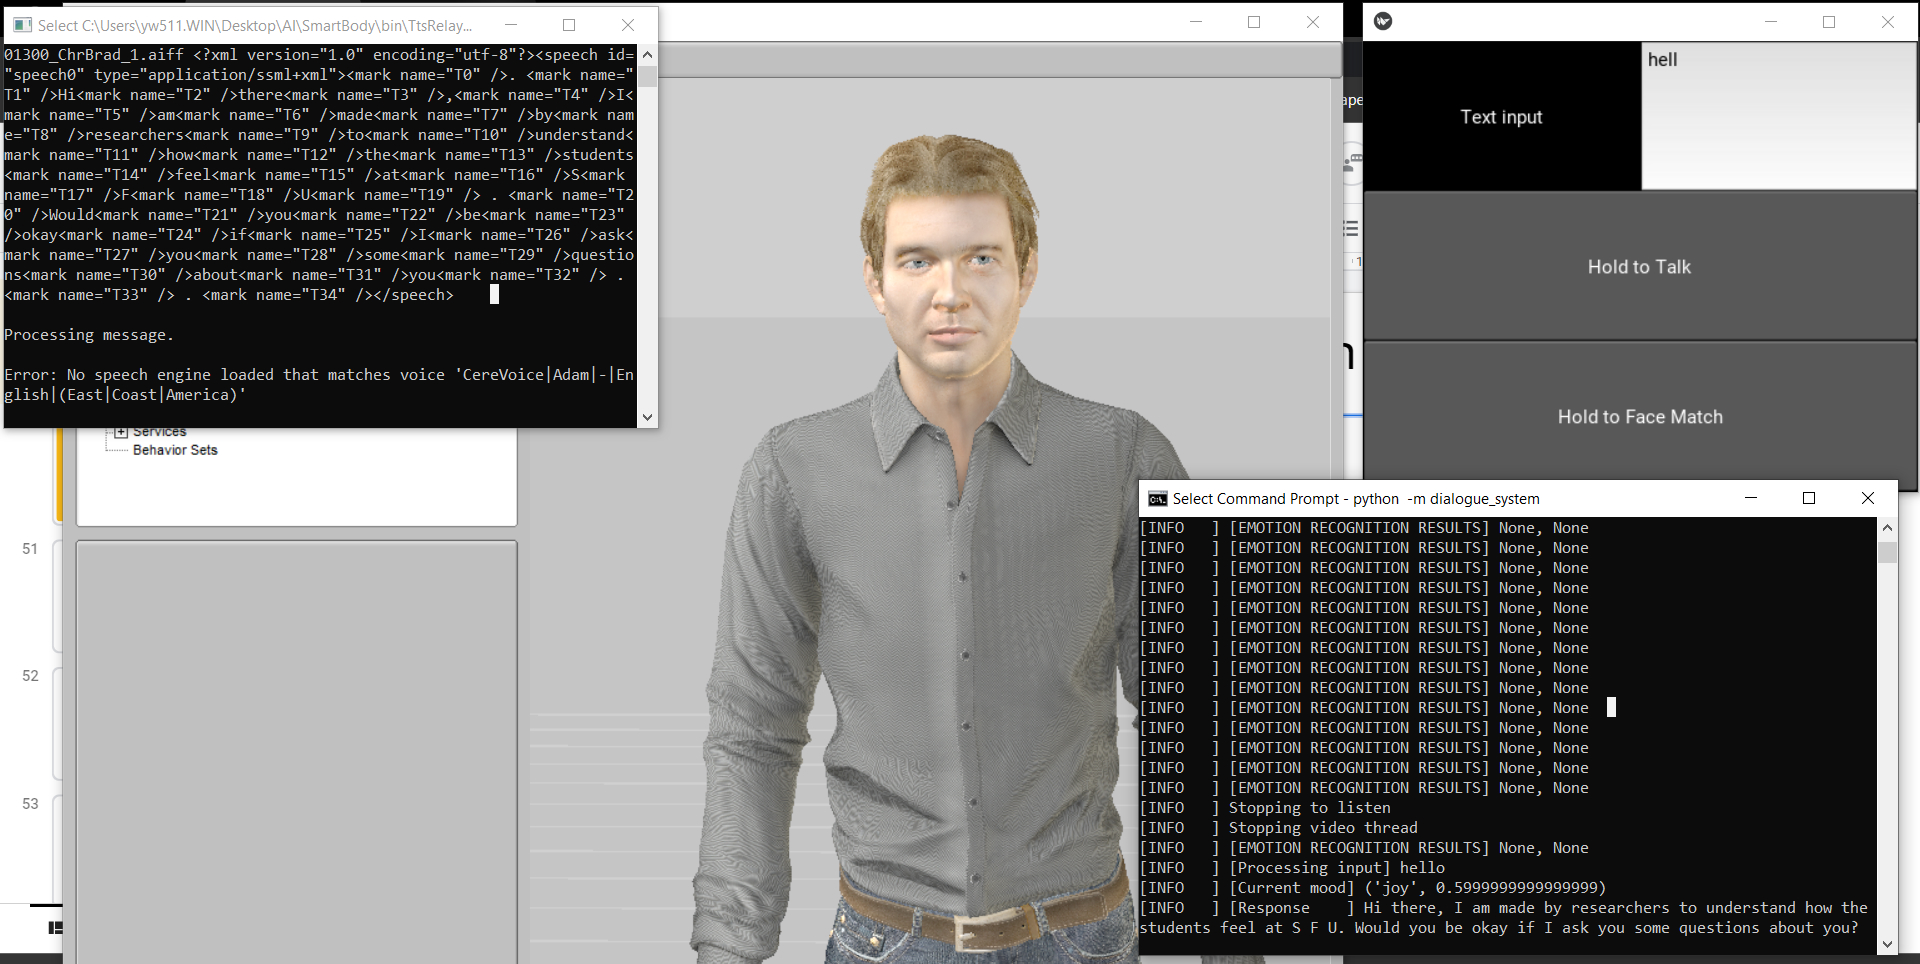 Select C:\Users\yw511.WIN\Desktop\AI\SmartBody\bin\TtsRelay...
01300_ChrBrad_1.aiff <?xml version="1.0" encoding="utf-8"?><speech id=
"speech0" type="application/ssml+xml"><mark name="T0" />. <mark name="
T1" />Hi<mark name="T2" />there<mark name="T3" />,<mark name="T4" />I<
mark name="T5" />am<mark name="T6" />made<mark name="T7" />by<mark nam
e="T8" />researchers<mark name="T9" />to<mark name="T10" />understand<
mark name="T11" />how<mark name="T12" />the<mark name="T13" />students
<mark name="T14" />feel<mark name="T15" />at<mark name="T16" />S<mark
name="T17" />F<mark name="T18" />U<mark name="T19" /> . <mark name="T2
0" />Would<mark name="T21" />you<mark name="T22" />be<mark name="T23"
/>okay<mark name="T24" />if<mark name="T25" />I<mark name="T26" />ask<
mark name="T27" />you<mark name="T28" />some<mark name="T29" />questio
ns<mark name="T30" />about<mark name="T31" />you<mark name="T32" /> .
<mark name="T33" /> . <mark name="T34" /></speech>
Processing message.
Error: No speech engine loaded that matches voice 'CereVoice|Adam|-|En
glish|(East|Coast|America)'
Services
Behavior Sets
51
52
53
Text input
hell
Hold to Talk
Hold to Face Match
Select Command Prompt - python  -m dialogue_system
[INFO   ] [EMOTION RECOGNITION RESULTS] None, None
[INFO   ] [EMOTION RECOGNITION RESULTS] None, None
[INFO   ] [EMOTION RECOGNITION RESULTS] None, None
[INFO   ] [EMOTION RECOGNITION RESULTS] None, None
[INFO   ] [EMOTION RECOGNITION RESULTS] None, None
[INFO   ] [EMOTION RECOGNITION RESULTS] None, None
[INFO   ] [EMOTION RECOGNITION RESULTS] None, None
[INFO   ] [EMOTION RECOGNITION RESULTS] None, None
[INFO   ] [EMOTION RECOGNITION RESULTS] None, None
[INFO   ] [EMOTION RECOGNITION RESULTS] None, None
[INFO   ] [EMOTION RECOGNITION RESULTS] None, None
[INFO   ] [EMOTION RECOGNITION RESULTS] None, None
[INFO   ] [EMOTION RECOGNITION RESULTS] None, None
[INFO   ] [EMOTION RECOGNITION RESULTS] None, None
[INFO   ] Stopping to listen
[INFO   ] Stopping video thread
[INFO   ] [EMOTION RECOGNITION RESULTS] None, None
[INFO   ] [Processing input] hello
[INFO   ] [Current mood] ('joy', 0.5999999999999999)
[INFO   ] [Response    ] Hi there, I am made by researchers to understand how the
students feel at S F U. Would you be okay if I ask you some questions about you?